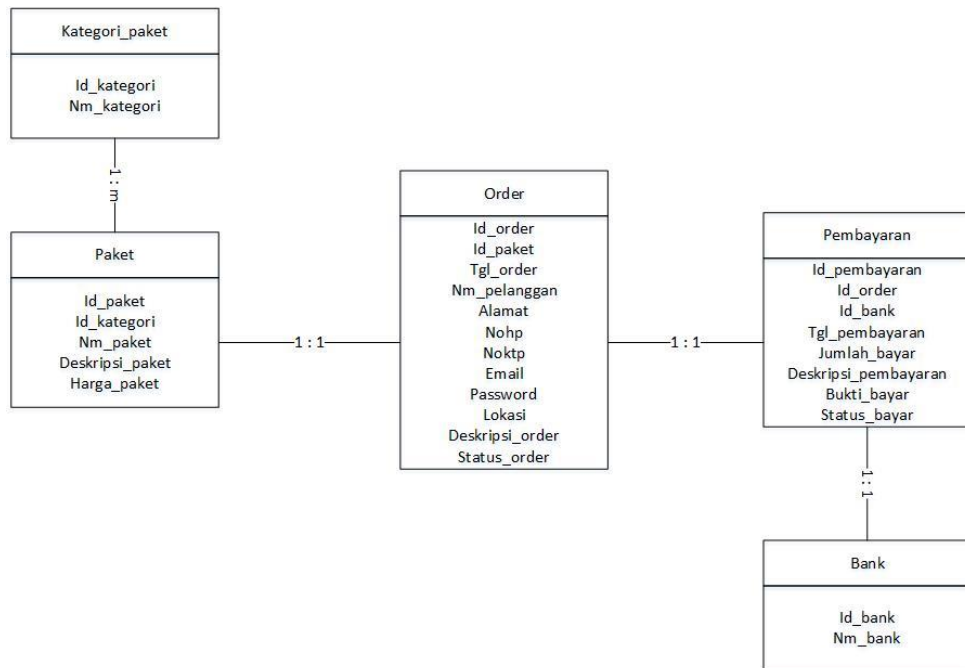 Kategori_paket
Id_kategori
Nm_kategori
1 : m
Paket
Id_paket
Id_kategori
Nm_paket
Deskripsi_paket
Harga_paket
1 : 1
Order
Id_order
Id_paket
Tgl_order
Nm_pelanggan
Alamat
Nohp
Noktp
Email
Password
Lokasi
Deskripsi_order
Status_order
1 : 1
Pembayaran
Id_pembayaran
Id_order
Id_bank
Tgl_pembayaran
Jumlah_bayar
Deskripsi_pembayaran
Bukti_bayar
Status_bayar
1 : 1
Bank
Id_bank
Nm_bank